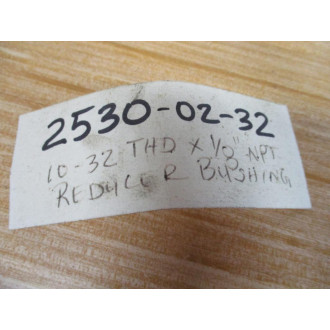 2530-02-32
10-32 THD X 1/8" NPT
REDUCER BUSHING